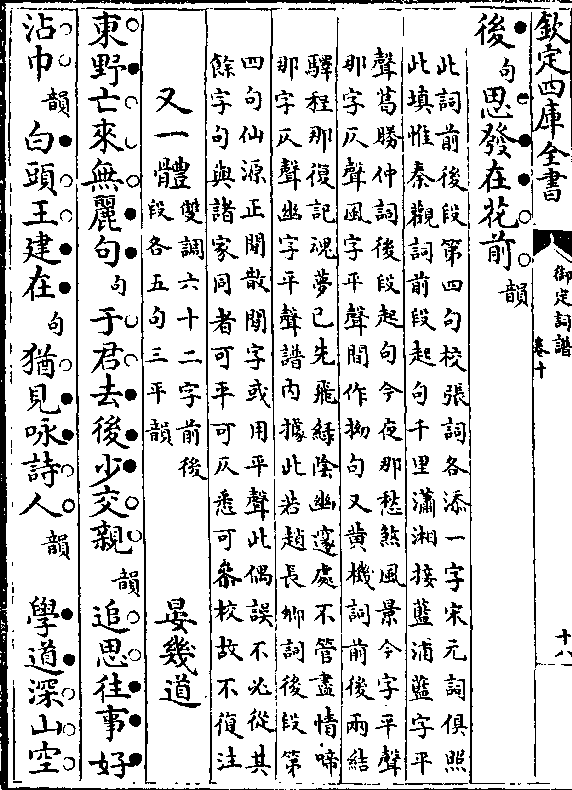 欽定四庫全書
御定詞譜
卷十
十八
後句思發在花前韻
此詞前後段第四句校張詞各添一字宋元詞俱照
此填惟秦觀詞前段起句千里瀟湘接藍浦藍字平
聲葛勝仲詞後段起句今夜那愁煞風景今字平聲
那字仄聲風字平聲間作拗句又黄機詞前後兩結
驛程那復記魂夢已先飛緑陰幽邃處不管盡情啼
那字仄聲幽字平聲譜内據此若趙長卿詞後段第
四句仙源正閒散閒字或用平聲此偶誤不必從其
餘字句與諸家同者可平可仄悉可參校故不復注
又一體
雙調六十二字前後
段各五句三平韻
晏幾道
東野亡來無麗句句于君去後少交親韻追思往事好
沾巾韻白頭王建在句猶見咏詩人韻 學道深山空